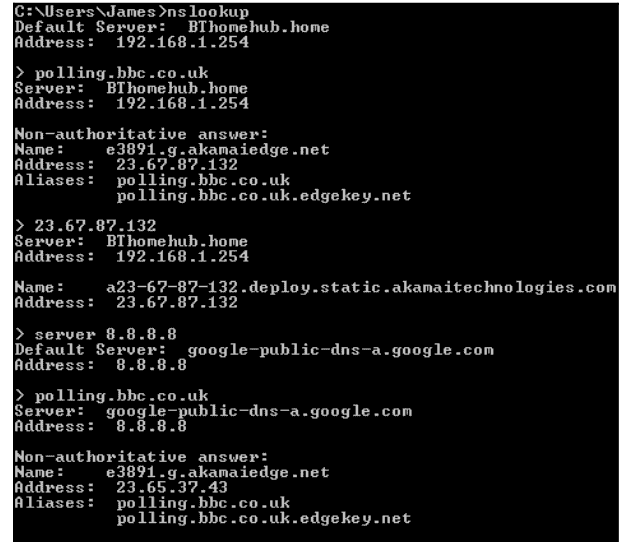 C:\Users\James>nslookup
Default Server:  BThomehub.home
Address:  192.168.1.254
> polling.bbc.co.uk
Server:  BThomehub.home
Address:  192.168.1.254
Non-authoritative answer:
Name:    e3891.g.akamaiedge.net
Address:  23.67.87.132
Aliases:  polling.bbc.co.uk
          polling.bbc.co.uk.edgekey.net
> 23.67.87.132
Server:  BThomehub.home
Address:  192.168.1.254
Name:    a23-67-87-132.deploy.static.akamaitechnologies.com
Address:  23.67.87.132
> server 8.8.8.8
Default Server:  google-public-dns-a.google.com
Address:  8.8.8.8
> polling.bbc.co.uk
Server:  google-public-dns-a.google.com
Address:  8.8.8.8
Non-authoritative answer:
Name:    e3891.g.akamaiedge.net
Address:  23.65.37.43
Aliases:  polling.bbc.co.uk
          polling.bbc.co.uk.edgekey.net